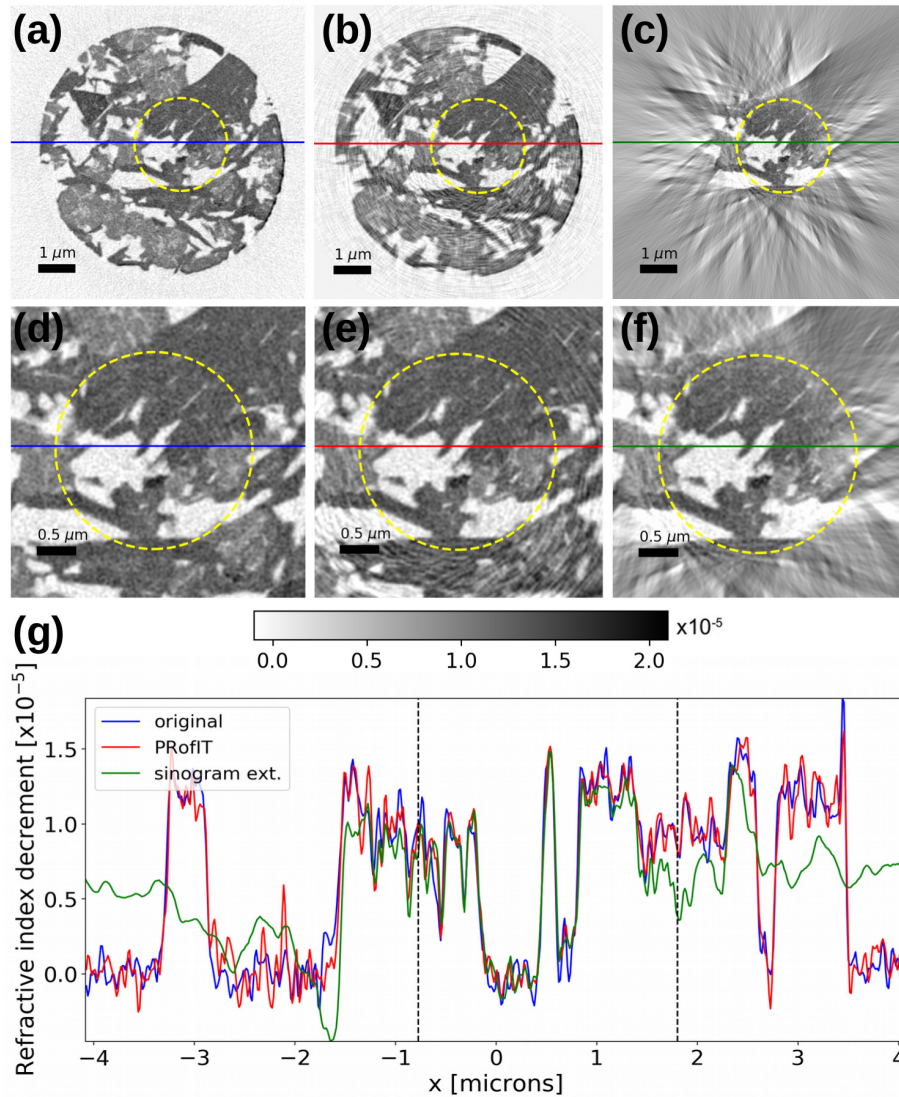 (a) (b) (c)
1 μm 1 μm 1 μm
(d) (e) (f)
0.5 μm 0.5 μm 0.5 μm
(g)
0.0 0.5 1.0 1.5 2.0 x10⁻⁵
Refractive index decrement [x10⁻⁵]
original
PRofIT
sinogram ext.
1.5
1.0
0.5
0.0
−4 −3 −2 −1 0 1 2 3 4
x [microns]